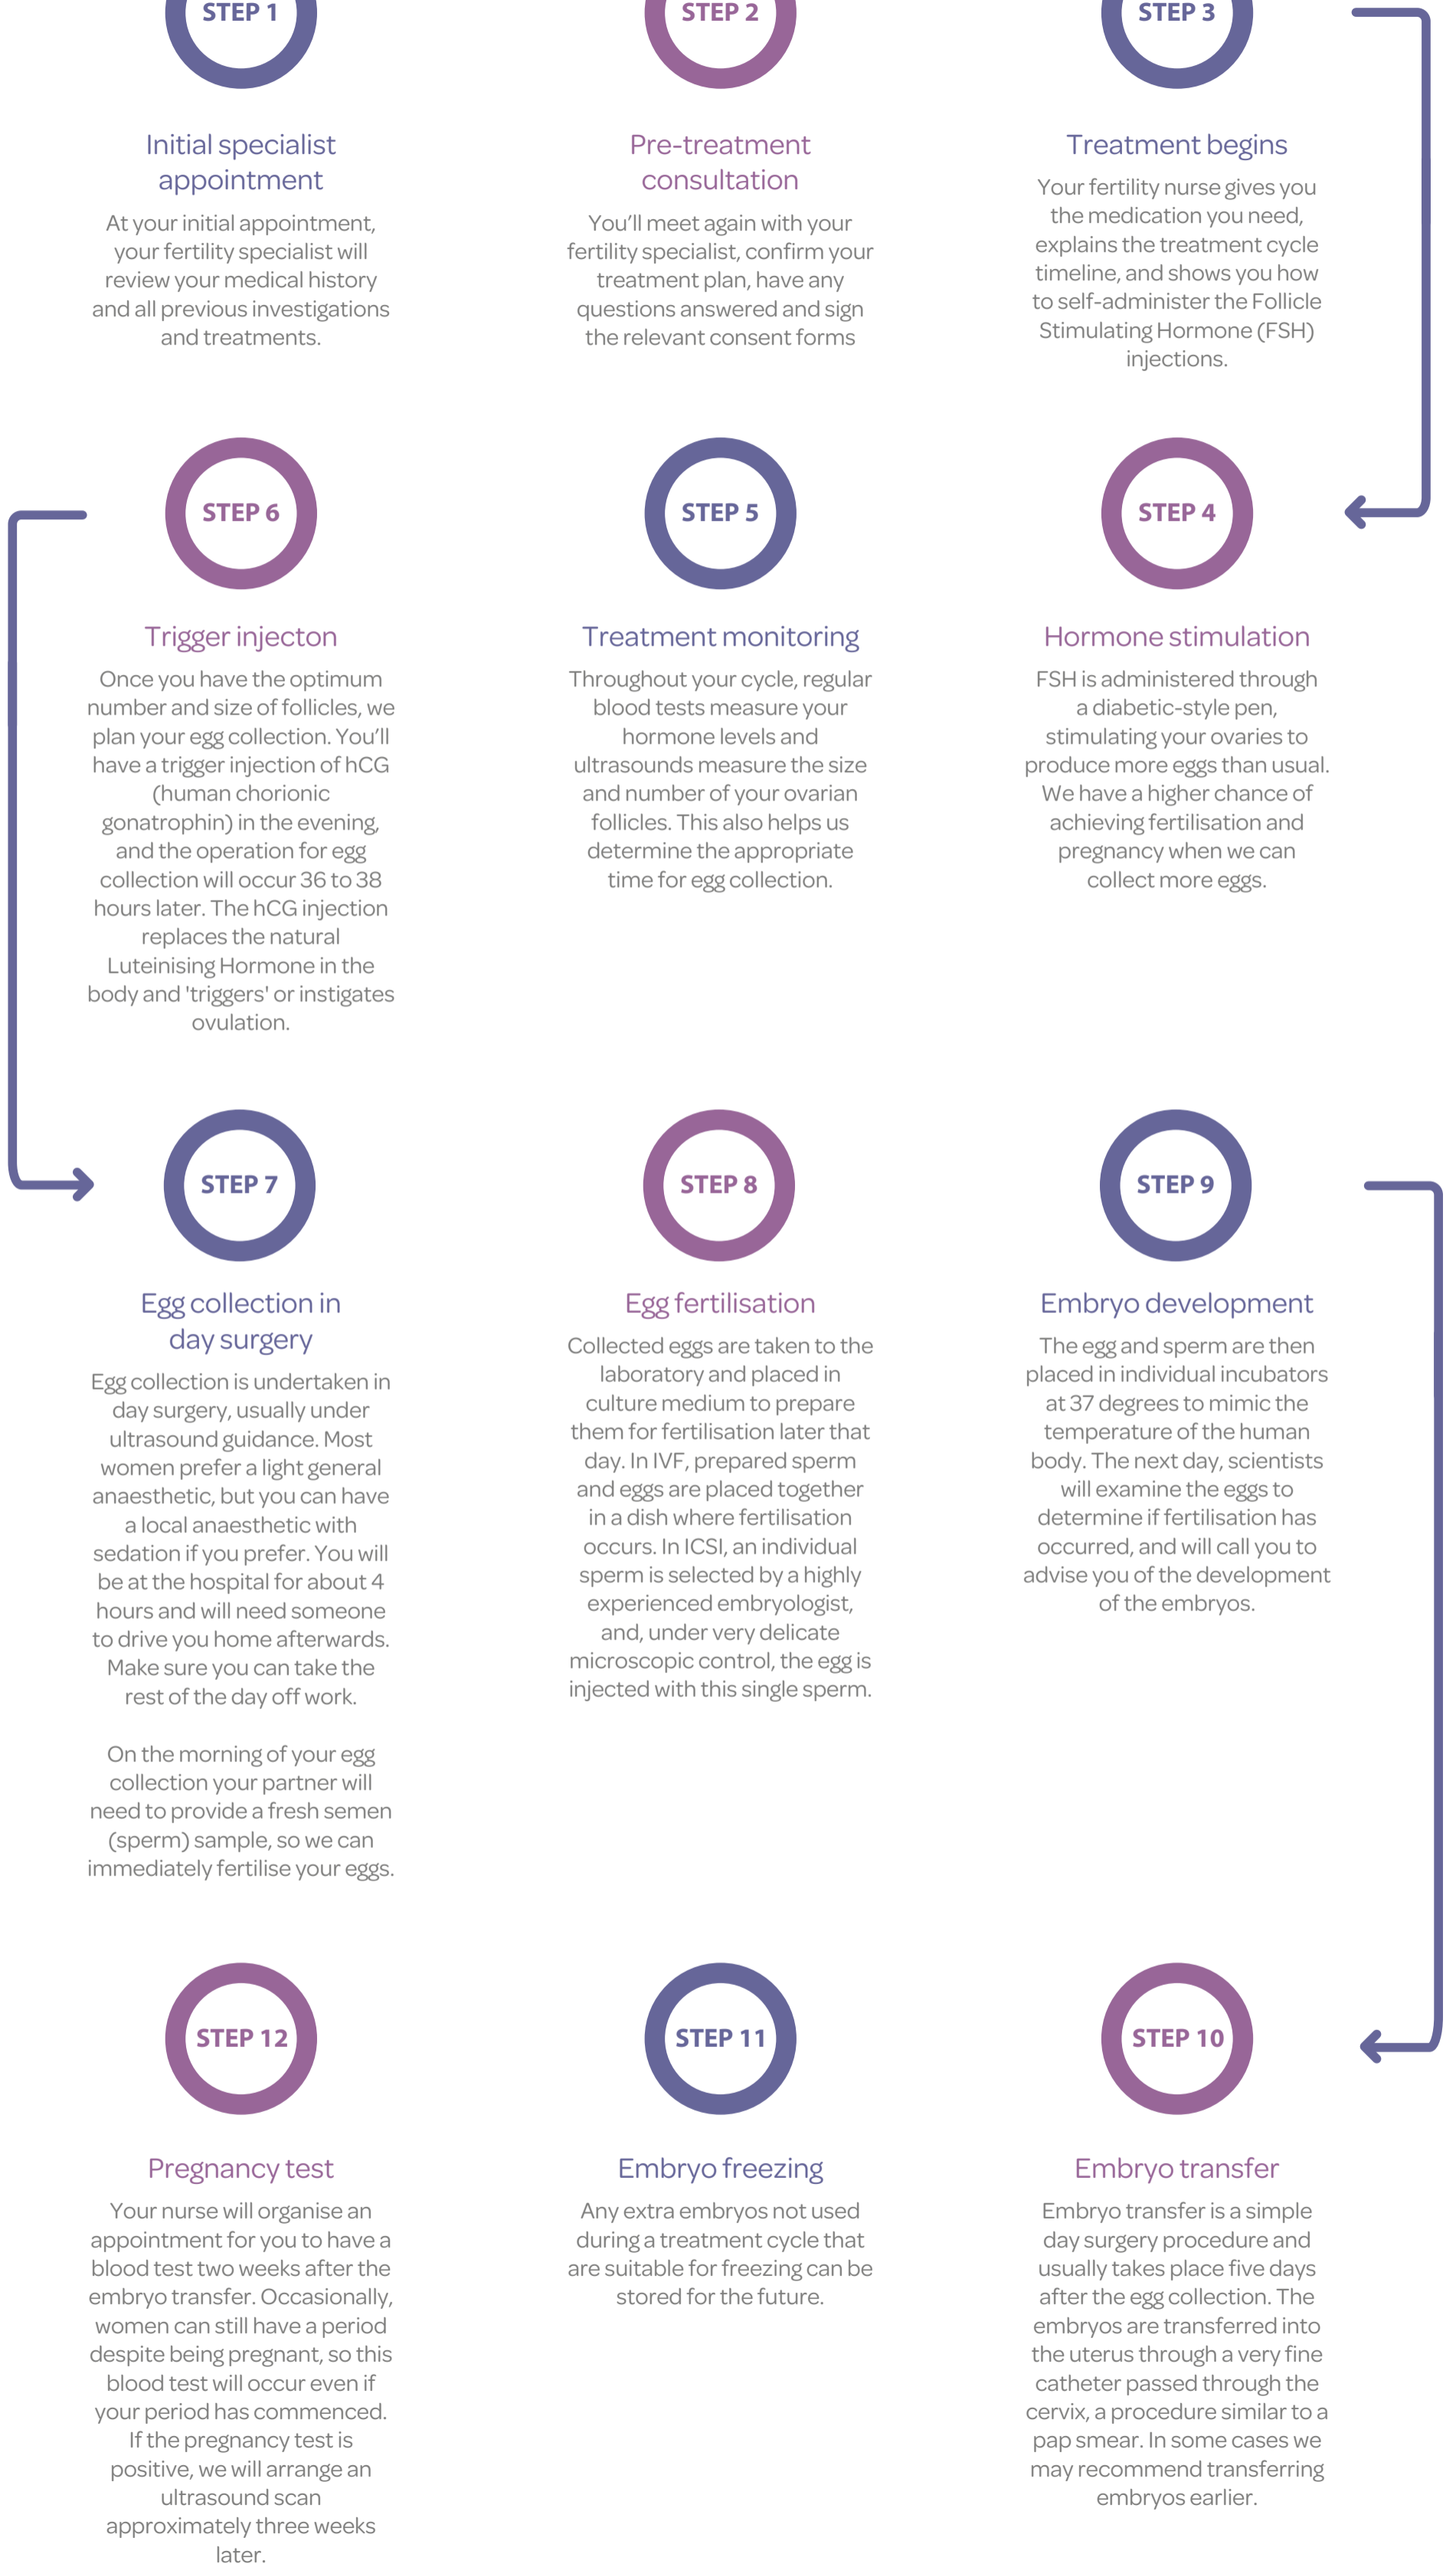 STEP 1
Initial specialist
appointment
At your initial appointment,
your fertility specialist will
review your medical history
and all previous investigations
and treatments.
STEP 2
Pre-treatment
consultation
You’ll meet again with your
fertility specialist, confirm your
treatment plan, have any
questions answered and sign
the relevant consent forms
STEP 3
Treatment begins
Your fertility nurse gives you
the medication you need,
explains the treatment cycle
timeline, and shows you how
to self-administer the Follicle
Stimulating Hormone (FSH)
injections.
STEP 4
Hormone stimulation
FSH is administered through
a diabetic-style pen,
stimulating your ovaries to
produce more eggs than usual.
We have a higher chance of
achieving fertilisation and
pregnancy when we can
collect more eggs.
STEP 5
Treatment monitoring
Throughout your cycle, regular
blood tests measure your
hormone levels and
ultrasounds measure the size
and number of your ovarian
follicles. This also helps us
determine the appropriate
time for egg collection.
STEP 6
Trigger injecton
Once you have the optimum
number and size of follicles, we
plan your egg collection. You’ll
have a trigger injection of hCG
(human chorionic
gonatrophin) in the evening,
and the operation for egg
collection will occur 36 to 38
hours later. The hCG injection
replaces the natural
Luteinising Hormone in the
body and 'triggers' or instigates
ovulation.
STEP 7
Egg collection in
day surgery
Egg collection is undertaken in
day surgery, usually under
ultrasound guidance. Most
women prefer a light general
anaesthetic, but you can have
a local anaesthetic with
sedation if you prefer. You will
be at the hospital for about 4
hours and will need someone
to drive you home afterwards.
Make sure you can take the
rest of the day off work.
On the morning of your egg
collection your partner will
need to provide a fresh semen
(sperm) sample, so we can
immediately fertilise your eggs.
STEP 8
Egg fertilisation
Collected eggs are taken to the
laboratory and placed in
culture medium to prepare
them for fertilisation later that
day. In IVF, prepared sperm
and eggs are placed together
in a dish where fertilisation
occurs. In ICSI, an individual
sperm is selected by a highly
experienced embryologist,
and, under very delicate
microscopic control, the egg is
injected with this single sperm.
STEP 9
Embryo development
The egg and sperm are then
placed in individual incubators
at 37 degrees to mimic the
temperature of the human
body. The next day, scientists
will examine the eggs to
determine if fertilisation has
occurred, and will call you to
advise you of the development
of the embryos.
STEP 10
Embryo transfer
Embryo transfer is a simple
day surgery procedure and
usually takes place five days
after the egg collection. The
embryos are transferred into
the uterus through a very fine
catheter passed through the
cervix, a procedure similar to a
pap smear. In some cases we
may recommend transferring
embryos earlier.
STEP 11
Embryo freezing
Any extra embryos not used
during a treatment cycle that
are suitable for freezing can be
stored for the future.
STEP 12
Pregnancy test
Your nurse will organise an
appointment for you to have a
blood test two weeks after the
embryo transfer. Occasionally,
women can still have a period
despite being pregnant, so this
blood test will occur even if
your period has commenced.
If the pregnancy test is
positive, we will arrange an
ultrasound scan
approximately three weeks
later.